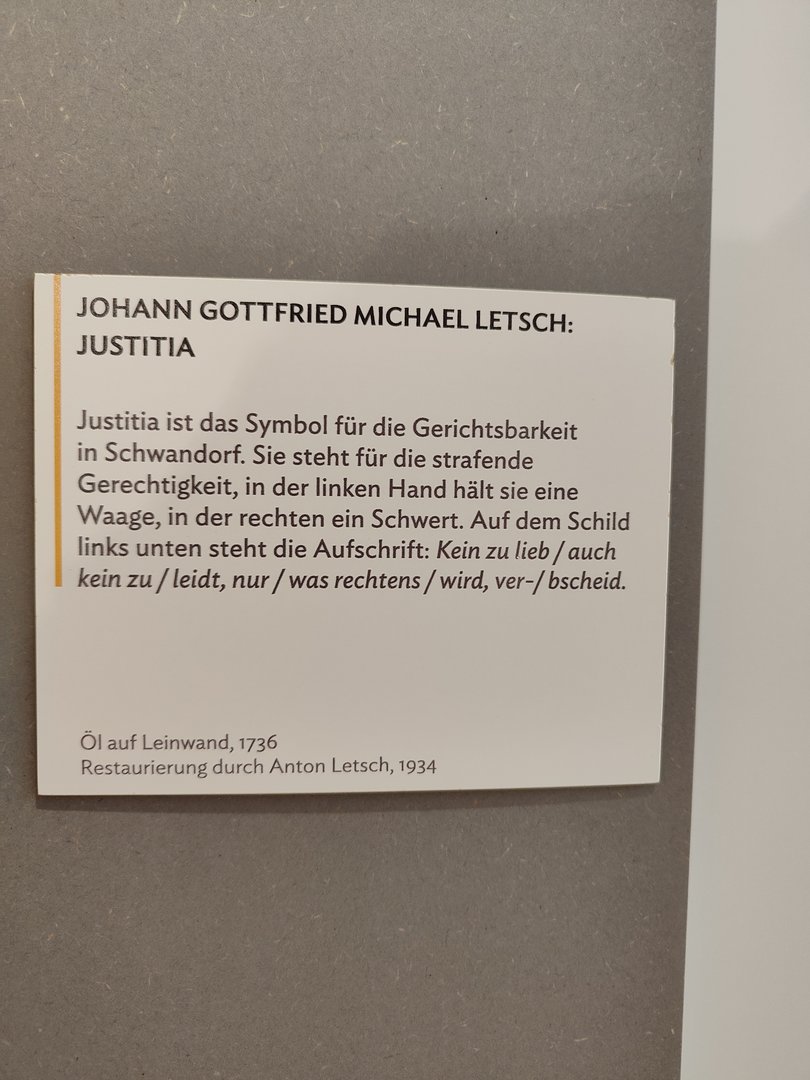 JOHANN GOTTFRIED MICHAEL LETSCH:
JUSTITIA
Justitia ist das Symbol für die Gerichtsbarkeit
in Schwandorf. Sie steht für die strafende
Gerechtigkeit, in der linken Hand hält sie eine
Waage, in der rechten ein Schwert. Auf dem Schild
links unten steht die Aufschrift: Kein zu lieb / auch
kein zu / leidt, nur / was rechtens / wird, ver-/ bscheid.
Öl auf Leinwand, 1736
Restaurierung durch Anton Letsch, 1934